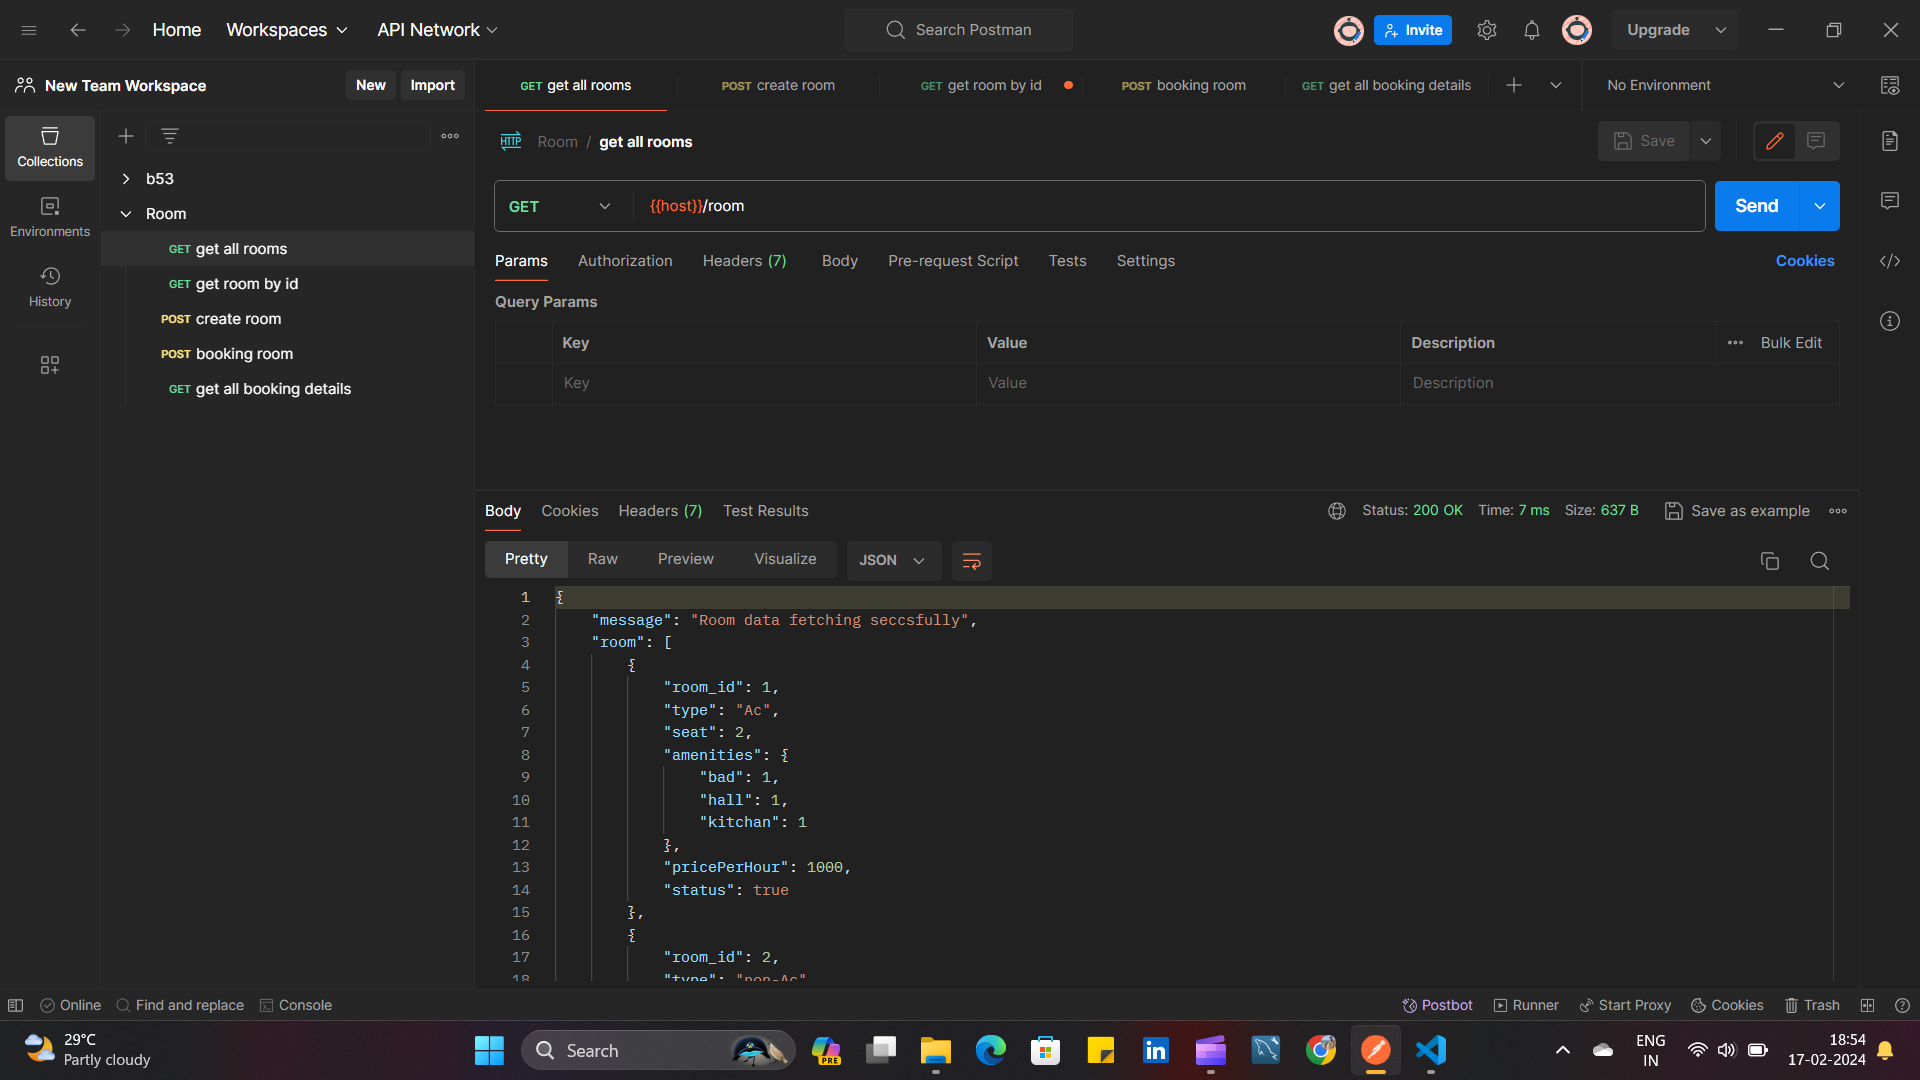 Home Workspaces API Network Search Postman Invite Upgrade
New Team Workspace New Import GET get all rooms POST create room GET get room by id POST booking room GET get all booking details No Environment
Collections
Environments
History
b53
Room
GET get all rooms
GET get room by id
POST create room
POST booking room
GET get all booking details
HTTP Room / get all rooms Save
GET {{host}}/room Send
Params Authorization Headers (7) Body Pre-request Script Tests Settings Cookies
Query Params
Key Value Description Bulk Edit
Key Value Description
Body Cookies Headers (7) Test Results Status: 200 OK Time: 7 ms Size: 637 B Save as example
Pretty Raw Preview Visualize JSON
1 {
2 "message": "Room data fetching seccsfully",
3 "room": [
4 {
5 "room_id": 1,
6 "type": "Ac",
7 "seat": 2,
8 "amenities": {
9 "bad": 1,
10 "hall": 1,
11 "kitchan": 1
12 },
13 "pricePerHour": 1000,
14 "status": true
15 },
16 {
17 "room_id": 2,
18 "type": "non-Ac"
Online Find and replace Console Postbot Runner Start Proxy Cookies Trash
29°C
Partly cloudy
Search
PRE
ENG
IN
18:54
17-02-2024